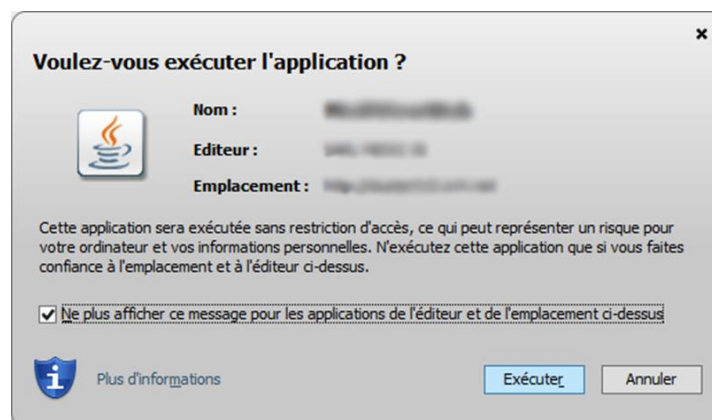 Voulez-vous exécuter l'application ?
Nom :
Editeur :
Emplacement :
Cette application sera exécutée sans restriction d'accès, ce qui peut représenter un risque pour
votre ordinateur et vos informations personnelles. N'exécutez cette application que si vous faites
confiance à l'emplacement et à l'éditeur ci-dessus.
Ne plus afficher ce message pour les applications de l'éditeur et de l'emplacement ci-dessus
Plus d'informations
Exécuter
Annuler